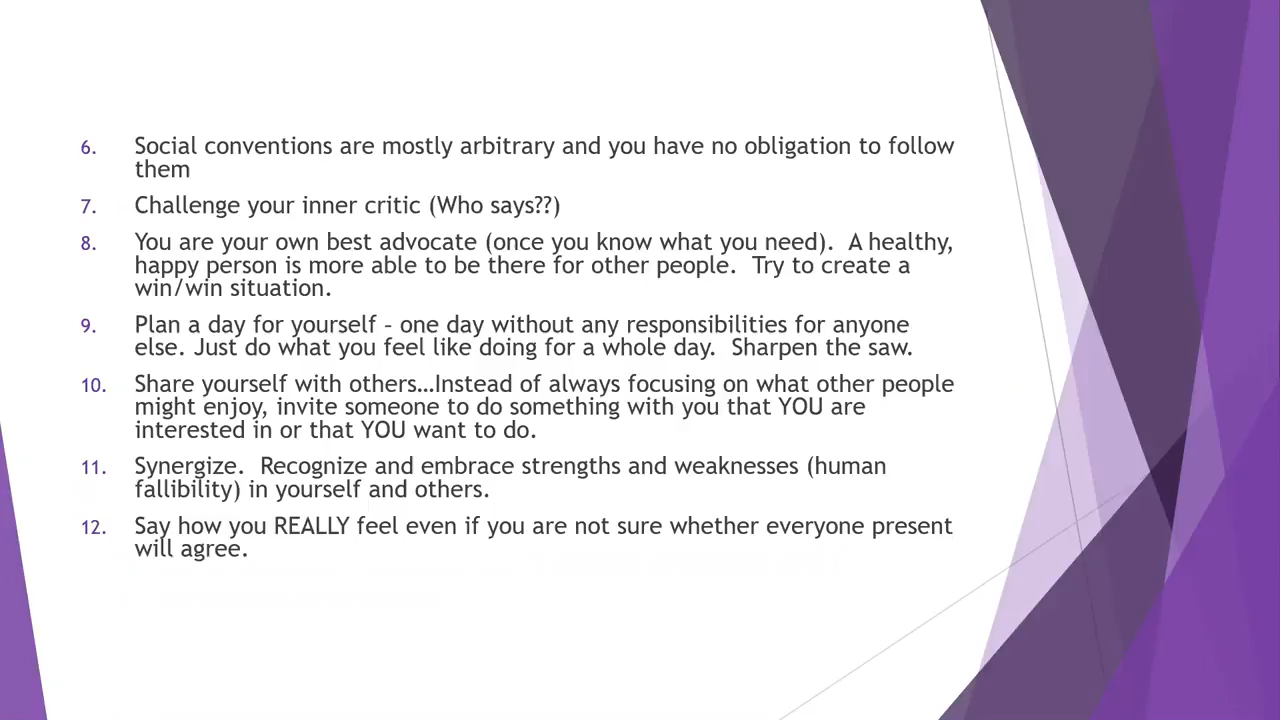 6. Social conventions are mostly arbitrary and you have no obligation to follow
them
7. Challenge your inner critic (Who says??)
8. You are your own best advocate (once you know what you need).  A healthy,
happy person is more able to be there for other people.  Try to create a
win/win situation.
9. Plan a day for yourself – one day without any responsibilities for anyone
else. Just do what you feel like doing for a whole day.  Sharpen the saw.
10. Share yourself with others…Instead of always focusing on what other people
might enjoy, invite someone to do something with you that YOU are
interested in or that YOU want to do.
11. Synergize.  Recognize and embrace strengths and weaknesses (human
fallibility) in yourself and others.
12. Say how you REALLY feel even if you are not sure whether everyone present
will agree.